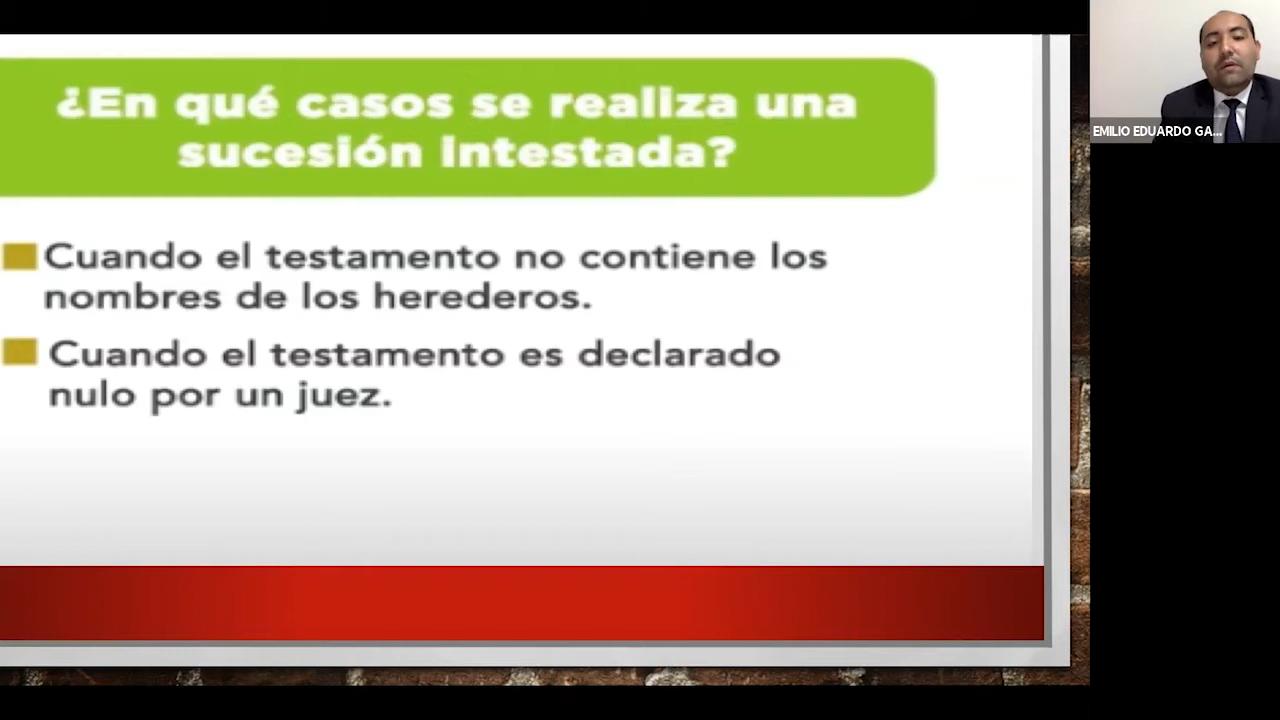 ¿En qué casos se realiza una
sucesión intestada?
Cuando el testamento no contiene los
nombres de los herederos.
Cuando el testamento es declarado
nulo por un juez.
EMILIO EDUARDO GA...